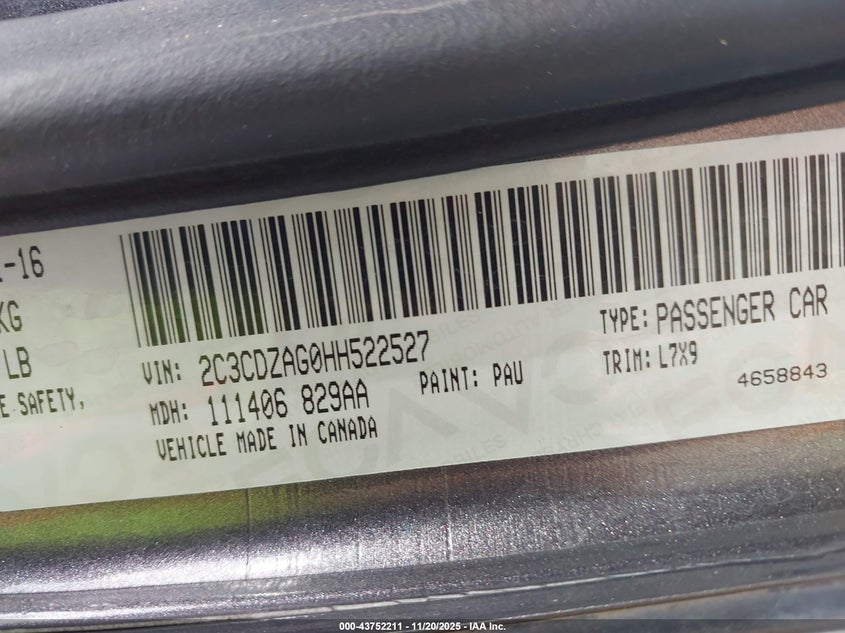 -16
KG
LB
E SAFETY,
VIN: 2C3CDZAG0HH522527
TYPE: PASSENGER CAR
MDH: 111406 829AA
PAINT: PAU
TRIM: L7X9
VEHICLE MADE IN CANADA
4658843
000-43752211 - 11/20/2025 - IAA Inc.